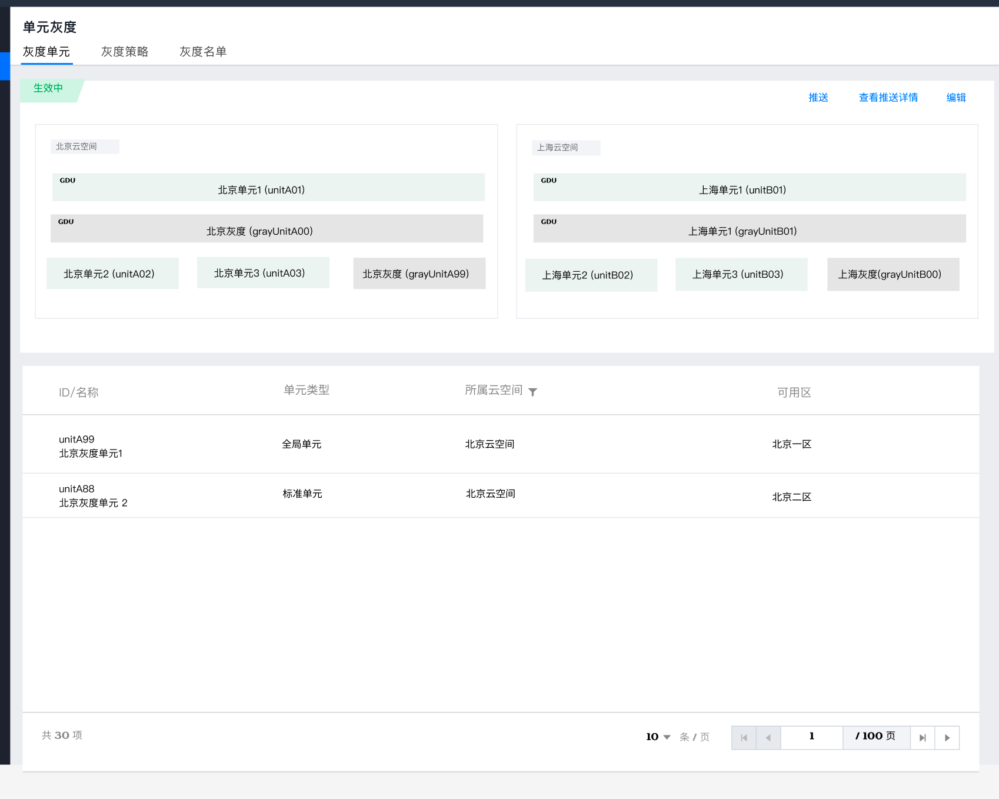 单元灰度
灰度单元 灰度策略 灰度名单
生效中
推送 查看推送详情 编辑
北京云空间
GDU
北京单元1 (unitA01)
GDU
北京灰度 (grayUnitA00)
北京单元2 (unitA02) 北京单元3 (unitA03) 北京灰度 (grayUnitA99)
上海云空间
GDU
上海单元1 (unitB01)
GDU
上海单元1 (grayUnitB01)
上海单元2 (unitB02) 上海单元3 (unitB03) 上海灰度(grayUnitB00)
ID/名称 单元类型 所属云空间 可用区
unitA99
北京灰度单元1
全局单元 北京云空间 北京一区
unitA88
北京灰度单元 2
标准单元 北京云空间 北京二区
共 30 项
10 条 / 页 1 / 100 页